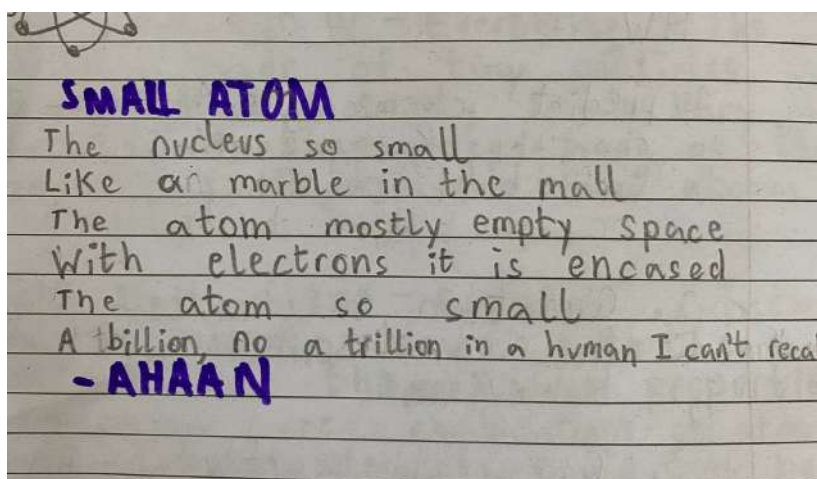 SMALL ATOM
The nucleus so small
Like a marble in the mall
The atom mostly empty space
With electrons it is encased
The atom so small
A billion, no a trillion in a human I can't reca
- AHAAN